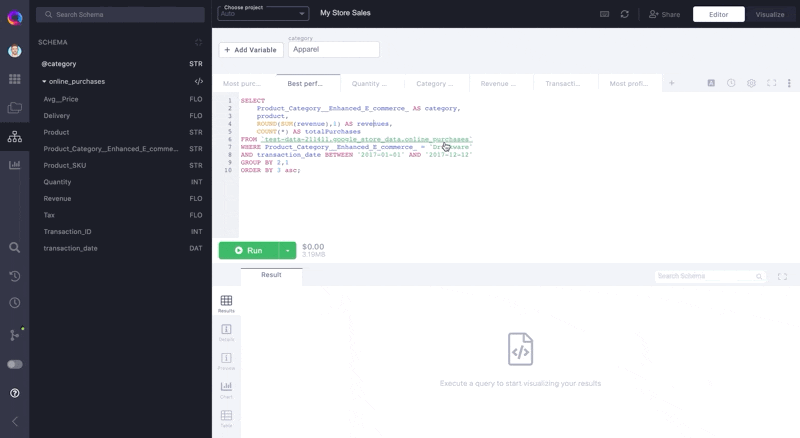 Search Schema
SCHEMA
@category STR
online_purchases
Avg__Price FLO
Delivery FLO
Product STR
Product_Category__Enhanced_E_comme... STR
Product_SKU STR
Quantity INT
Revenue FLO
Tax FLO
Transaction_ID INT
transaction_date DAT
Choose project
Auto
My Store Sales
Share
Editor
Visualize
+ Add Variable
category
Apparel
Most purc...
Best perf...
Quantity ...
Category ...
Revenue ...
Transacti...
Most profi...
+
A
1 SELECT
2 Product_Category__Enhanced_E_commerce_ AS category,
3 product,
4 ROUND(SUM(revenue),1) AS revenues,
5 COUNT(*) AS totalPurchases
6 FROM `test-data-211411.google_store_data.online_purchases`
7 WHERE Product_Category__Enhanced_E_commerce_ =
8 AND transaction_date BETWEEN '2017-01-01' AND '2017-12-12'
9 GROUP BY 2,1
10 ORDER BY 3 asc;
Run
$0.00
3.19MB
Result
Search Schema
Results
Details
Preview
Chart
Table
Execute a query to start visualizing your results